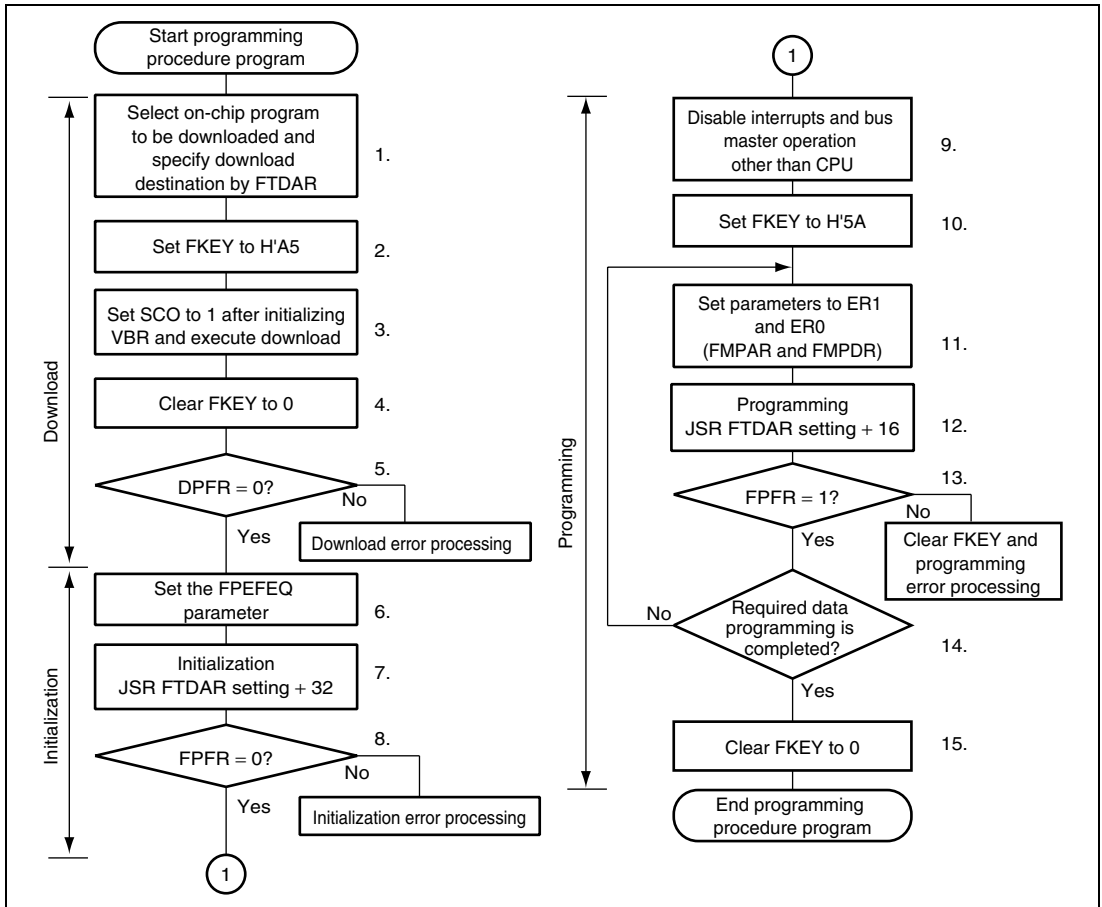 Start programming
procedure program
Download
Select on-chip program
to be downloaded and
specify download
destination by FTDAR
1.
Set FKEY to H'A5
2.
Set SCO to 1 after initializing
VBR and execute download
3.
Clear FKEY to 0
4.
DPFR = 0?
5.
No
Yes
Download error processing
Initialization
Set the FPEFEQ
parameter
6.
Initialization
JSR FTDAR setting + 32
7.
FPFR = 0?
8.
No
Yes
Initialization error processing
1
1
Programming
Disable interrupts and bus
master operation
other than CPU
9.
Set FKEY to H'5A
10.
Set parameters to ER1
and ER0
(FMPAR and FMPDR)
11.
Programming
JSR FTDAR setting + 16
12.
FPFR = 1?
13.
No
Yes
Clear FKEY and
programming
error processing
Required data
programming is
completed?
No
14.
Yes
Clear FKEY to 0
15.
End programming
procedure program